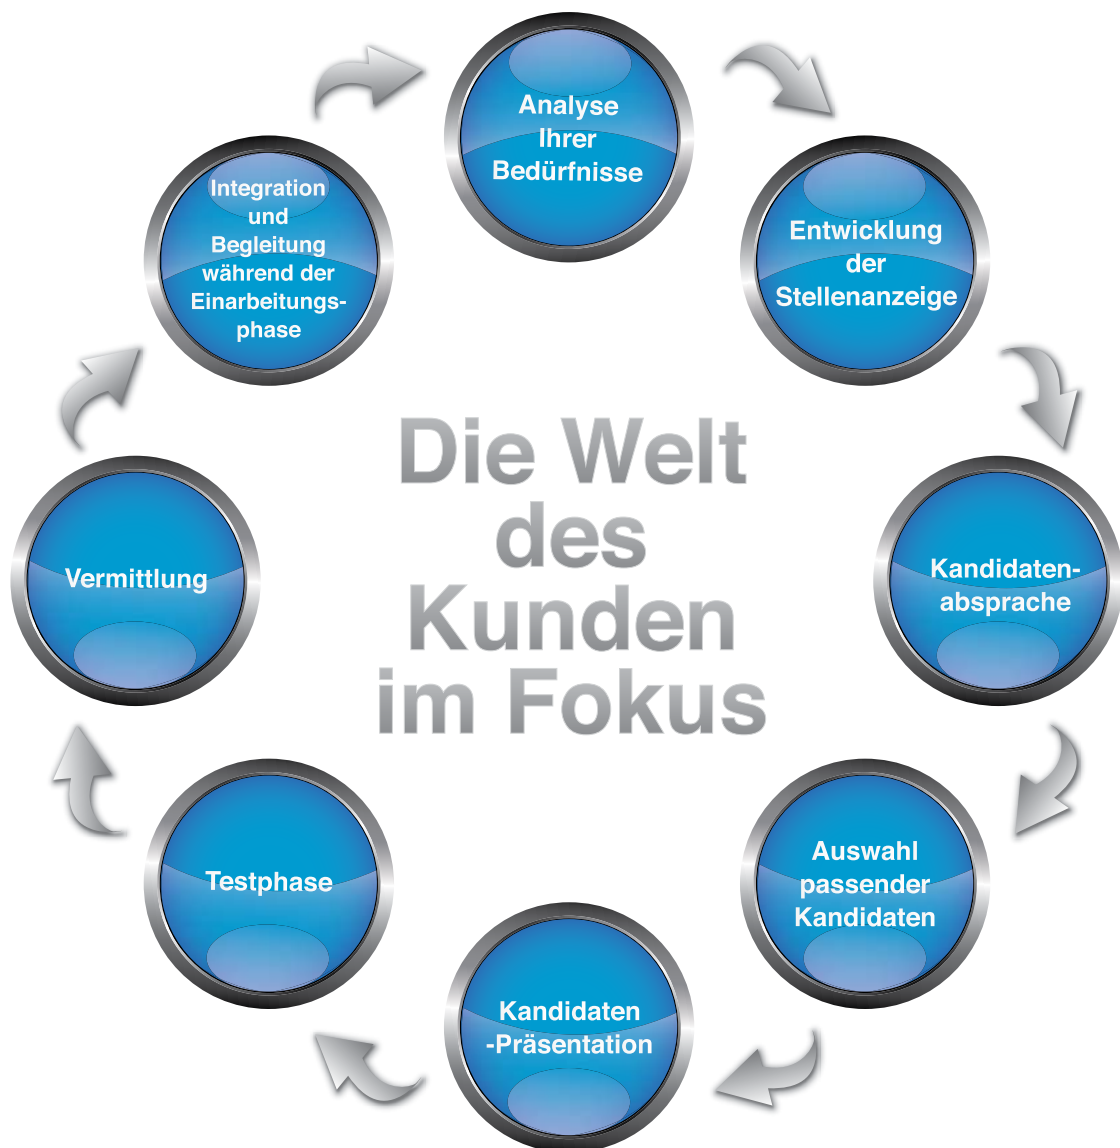 Analyse
Ihrer
Bedürfnisse
Entwicklung
der
Stellenanzeige
Kandidaten-
absprache
Auswahl
passender
Kandidaten
Kandidaten
-Präsentation
Testphase
Vermittlung
Integration
und
Begleitung
während der
Einarbeitungs-
phase
Die Welt
des
Kunden
im Fokus